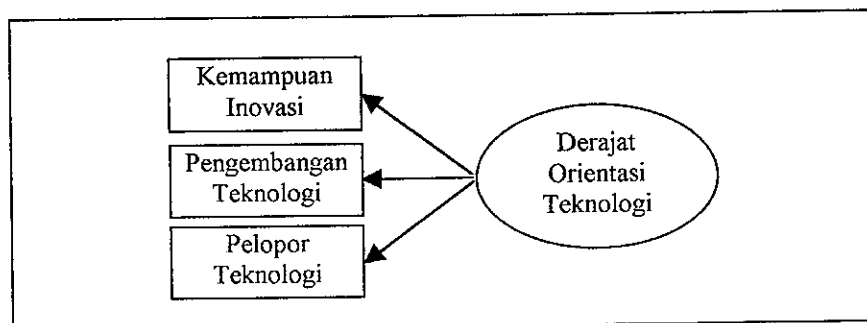 Kemampuan
Inovasi
Pengembangan
Teknologi
Pelopor
Teknologi
Derajat
Orientasi
Teknologi